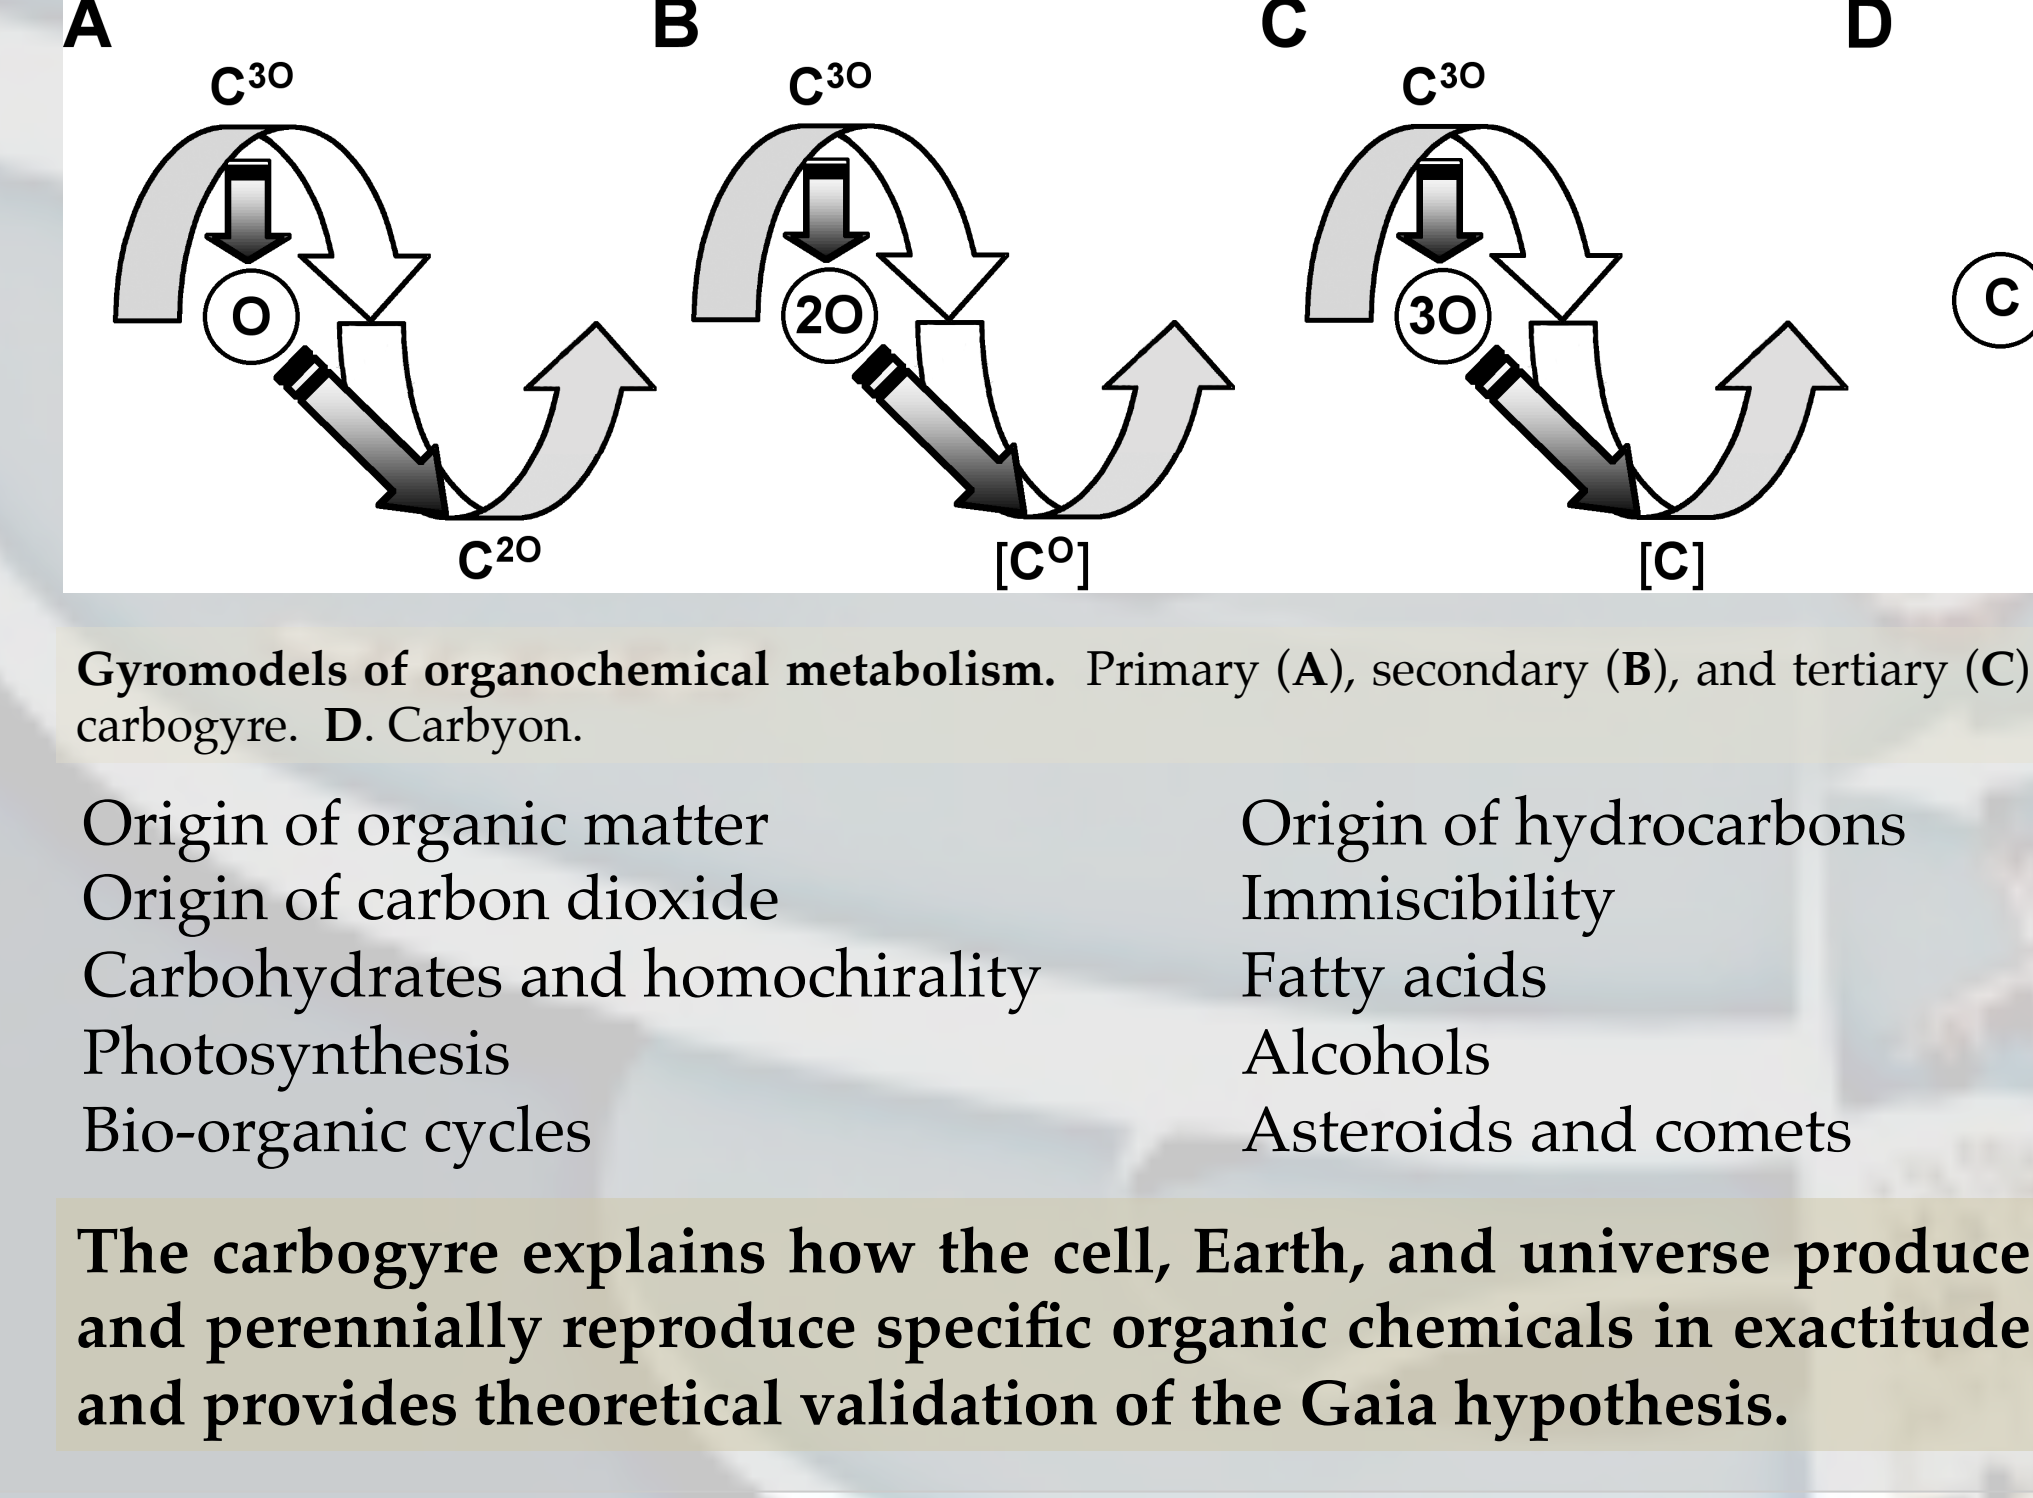 A B C D
C³ᴼ C³ᴼ C³ᴼ
O 2O 3O C
C²ᴼ [Cᴼ] [C]
Gyromodels of organochemical metabolism. Primary (A), secondary (B), and tertiary (C)
carbogyre. D. Carbyon.
Origin of organic matter
Origin of carbon dioxide
Carbohydrates and homochirality
Photosynthesis
Bio-organic cycles
Origin of hydrocarbons
Immiscibility
Fatty acids
Alcohols
Asteroids and comets
The carbogyre explains how the cell, Earth, and universe produce
and perennially reproduce specific organic chemicals in exactitude
and provides theoretical validation of the Gaia hypothesis.